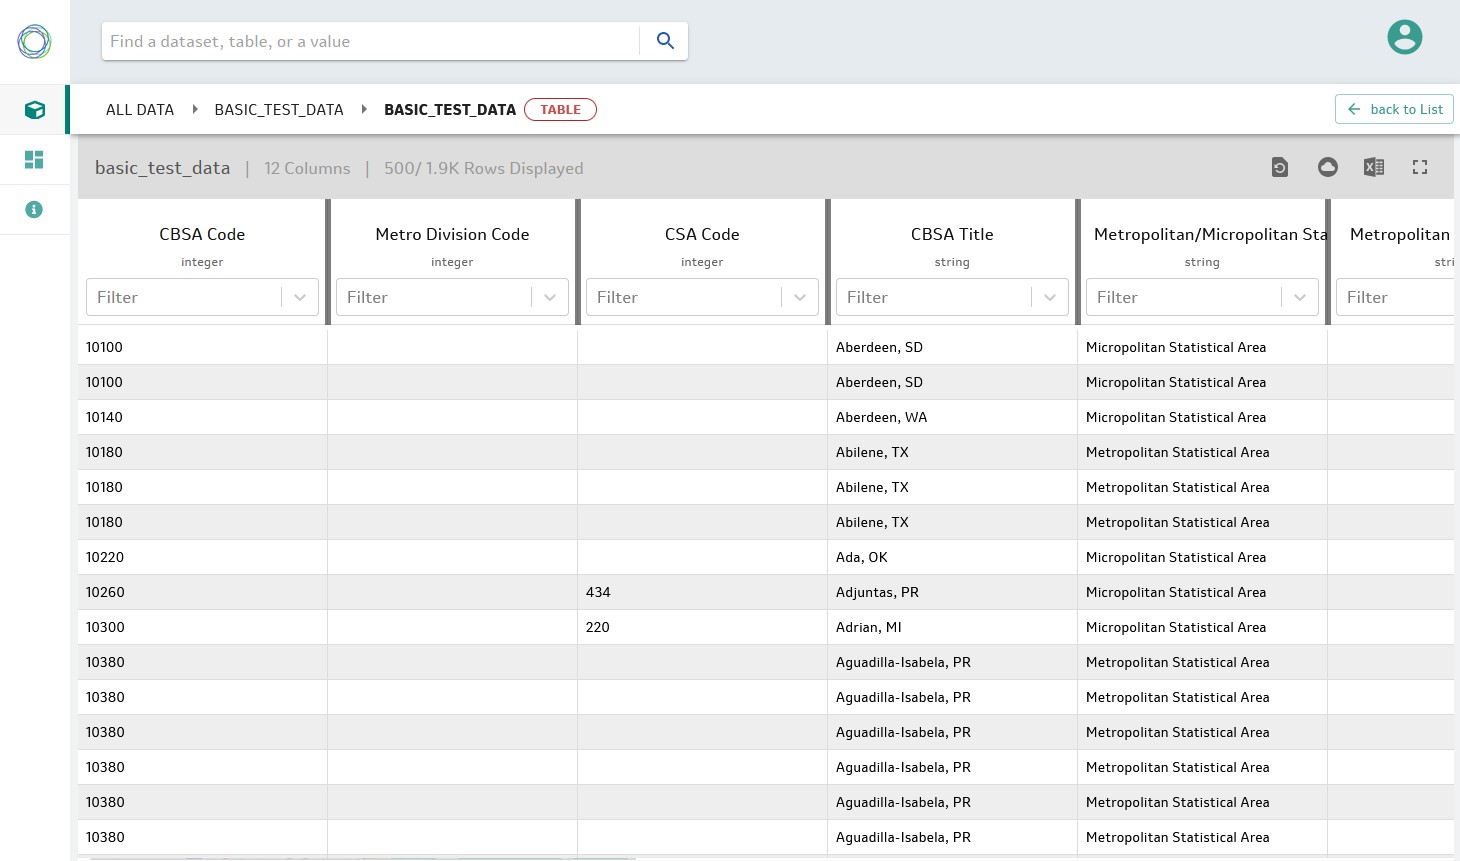 Find a dataset, table, or a value
ALL DATA BASIC_TEST_DATA BASIC_TEST_DATA TABLE back to List
basic_test_data | 12 Columns | 500/ 1.9K Rows Displayed
CBSA Code Metro Division Code CSA Code CBSA Title Metropolitan/Micropolitan Sta Metropolitan
integer integer integer string string stri
Filter Filter Filter Filter Filter Filter
10100 Aberdeen, SD Micropolitan Statistical Area
10100 Aberdeen, SD Micropolitan Statistical Area
10140 Aberdeen, WA Micropolitan Statistical Area
10180 Abilene, TX Metropolitan Statistical Area
10180 Abilene, TX Metropolitan Statistical Area
10180 Abilene, TX Metropolitan Statistical Area
10220 Ada, OK Micropolitan Statistical Area
10260 434 Adjuntas, PR Micropolitan Statistical Area
10300 220 Adrian, MI Micropolitan Statistical Area
10380 Aguadilla-Isabela, PR Metropolitan Statistical Area
10380 Aguadilla-Isabela, PR Metropolitan Statistical Area
10380 Aguadilla-Isabela, PR Metropolitan Statistical Area
10380 Aguadilla-Isabela, PR Metropolitan Statistical Area
10380 Aguadilla-Isabela, PR Metropolitan Statistical Area
10380 Aguadilla-Isabela, PR Metropolitan Statistical Area